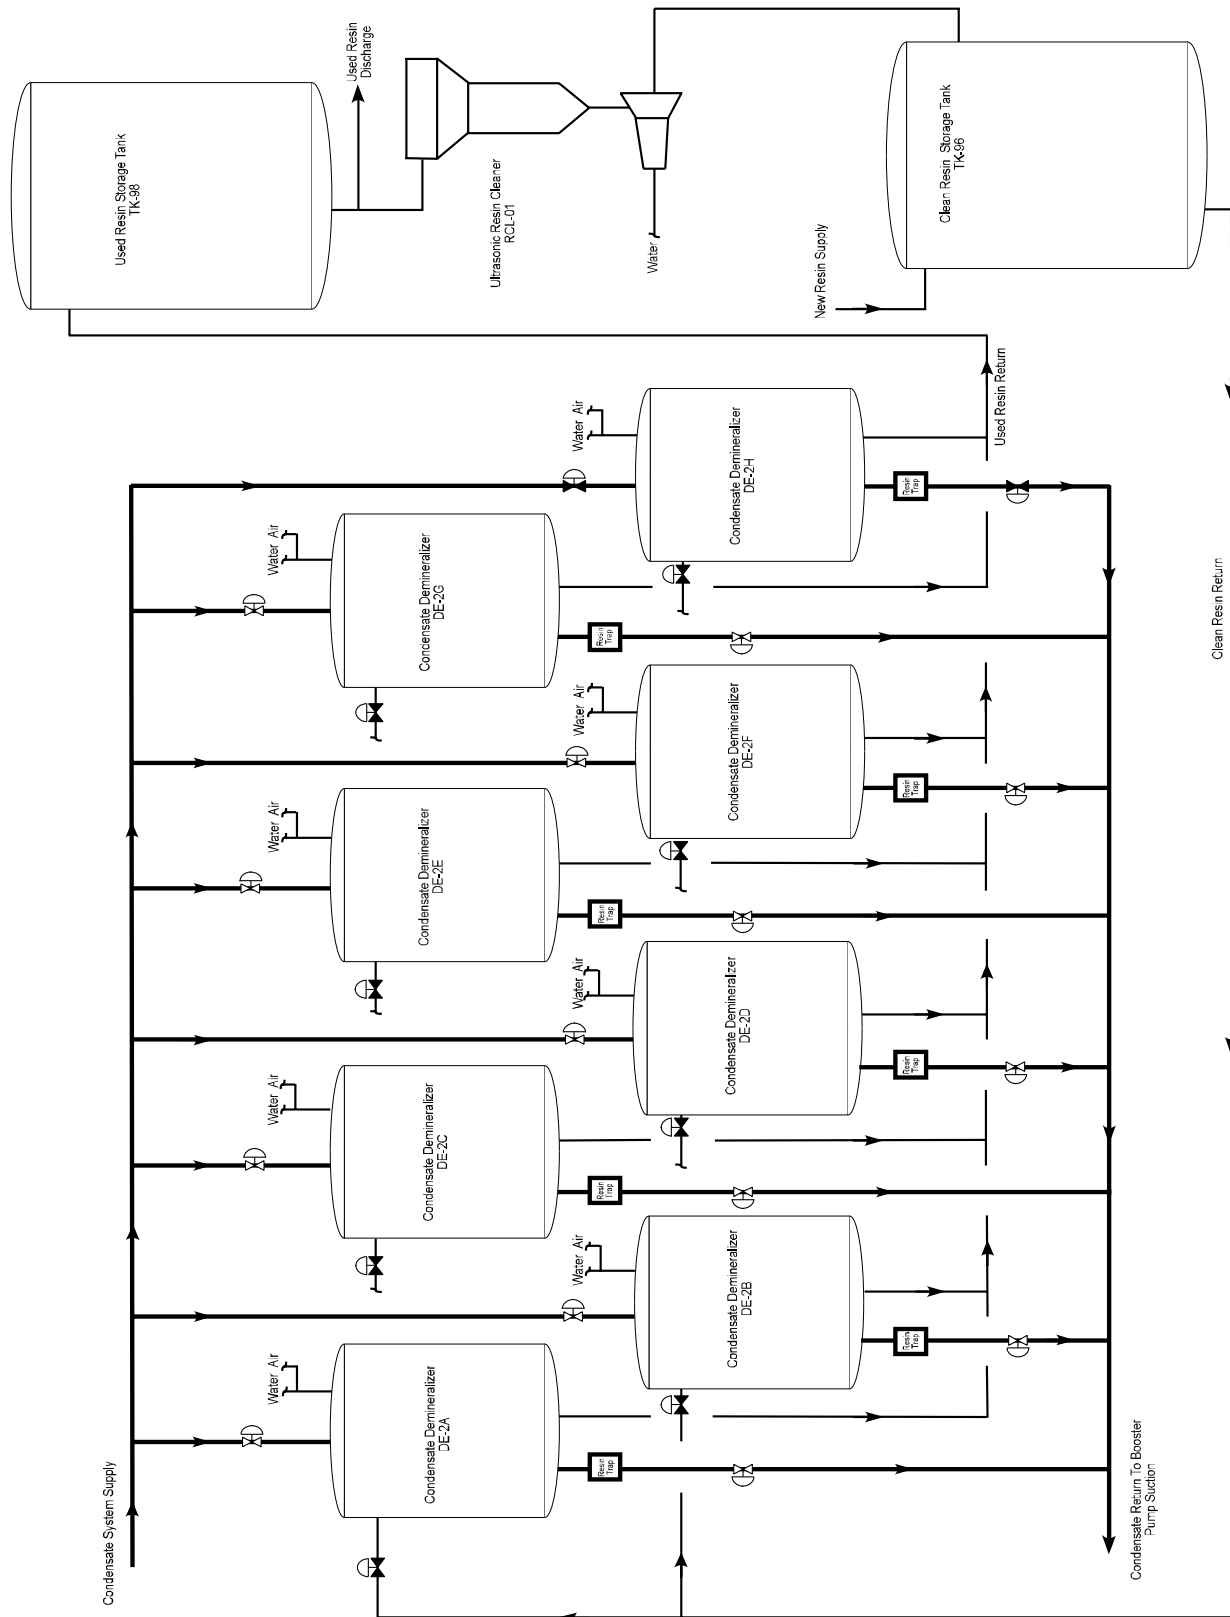 Used Resin Storage Tank
TK-98
Used Resin
Discharge
Ultrasonic Resin Cleaner
RCL-01
Water
Clean Resin Storage Tank
TK-96
New Resin Supply
Used Resin Return
Clean Resin Return
Condensate System Supply
Condensate Return To Booster
Pump Suction
Water Air
Condensate Demineralizer
DE-2A
Resin
Trap
Water Air
Condensate Demineralizer
DE-2B
Resin
Trap
Water Air
Condensate Demineralizer
DE-2C
Resin
Trap
Water Air
Condensate Demineralizer
DE-2D
Resin
Trap
Water Air
Condensate Demineralizer
DE-2E
Resin
Trap
Water Air
Condensate Demineralizer
DE-2F
Resin
Trap
Water Air
Condensate Demineralizer
DE-2G
Resin
Trap
Water Air
Condensate Demineralizer
DE-2H
Resin
Trap